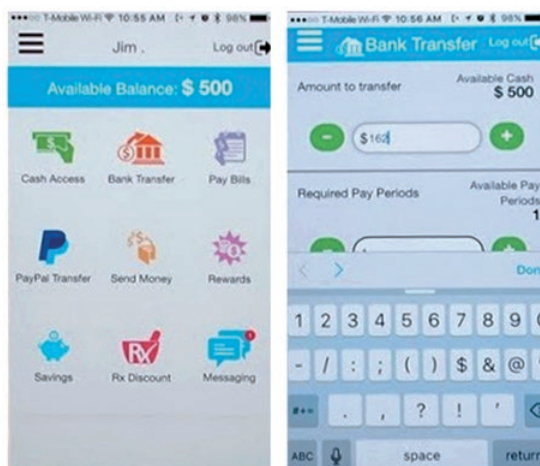 T-Mobile Wi-Fi 10:55 AM 98%
Jim .
Log out
Available Balance: $ 500
Cash Access
Bank Transfer
Pay Bills
PayPal Transfer
Send Money
Rewards
Savings
Rx Discount
Messaging
T-Mobile Wi-Fi 10:56 AM 98%
Bank Transfer
Log out
Amount to transfer
Available Cash
$ 500
$162
Required Pay Periods
Available Pay
Periods
1
Don
1 2 3 4 5 6 7 8 9
- / : ; ( ) $ & @
#+= . , ? ! '
ABC space return